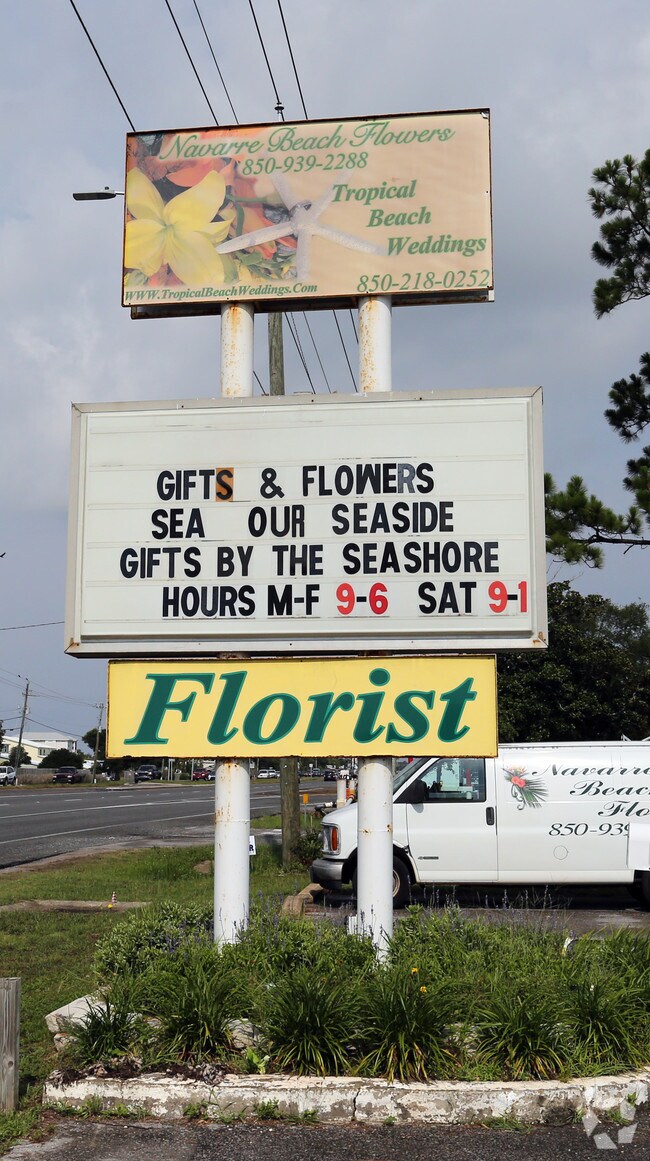 Navarre Beach Flowers
850-939-2288
Tropical
Beach
Weddings
850-218-0252
www.TropicalBeachWeddings.Com
GIFTS & FLOWERS
SEA OUR SEASIDE
GIFTS BY THE SEASHORE
HOURS M-F 9-6 SAT 9-1
Florist
Navarre
Beach
Flo
850-939